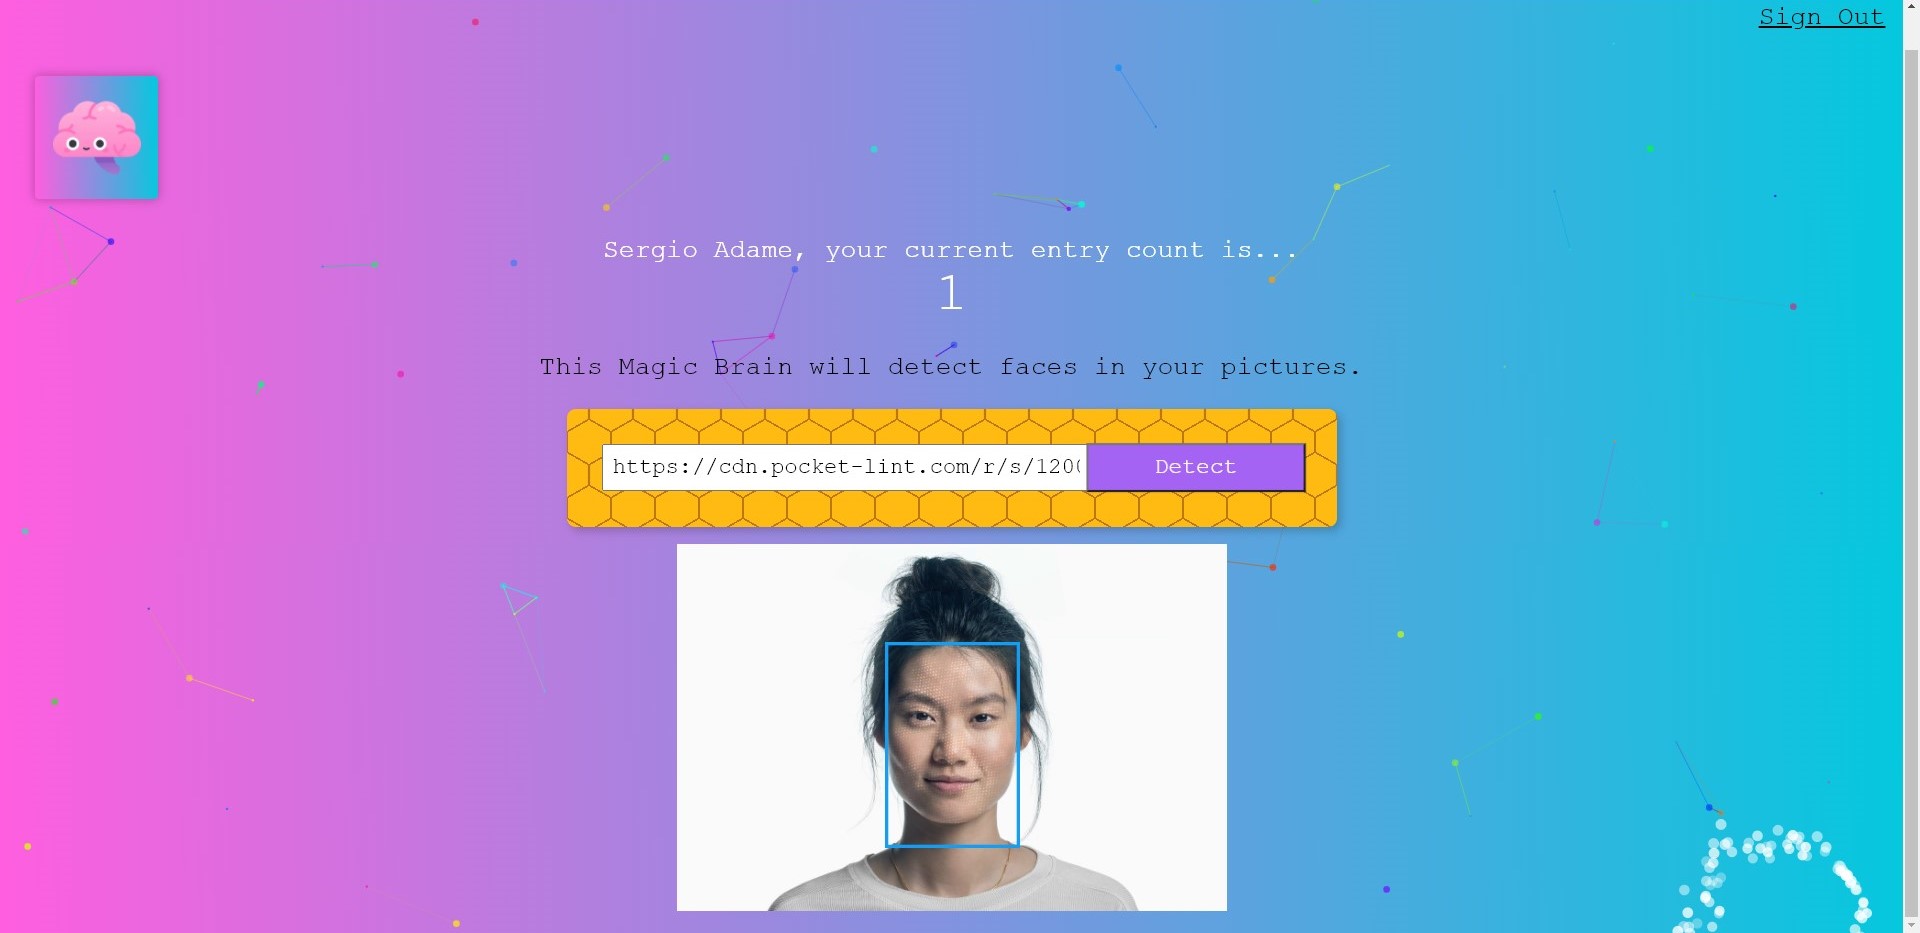 Sign Out
Sergio Adame, your current entry count is...
1
This Magic Brain will detect faces in your pictures.
https://cdn.pocket-lint.com/r/s/120
Detect